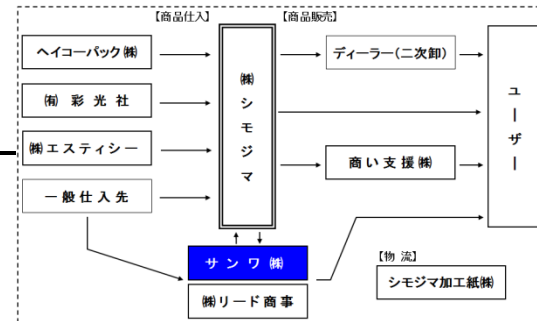 【商品仕入】
【商品販売】
ヘイコーパック㈱
㈲ 彩光社
㈱エスティシー
一般仕入先
㈱シモジマ
ディーラー(二次卸)
商い支援㈱
ユーザー
サンワ㈱
㈱リード商事
【物 流】
シモジマ加工紙㈱